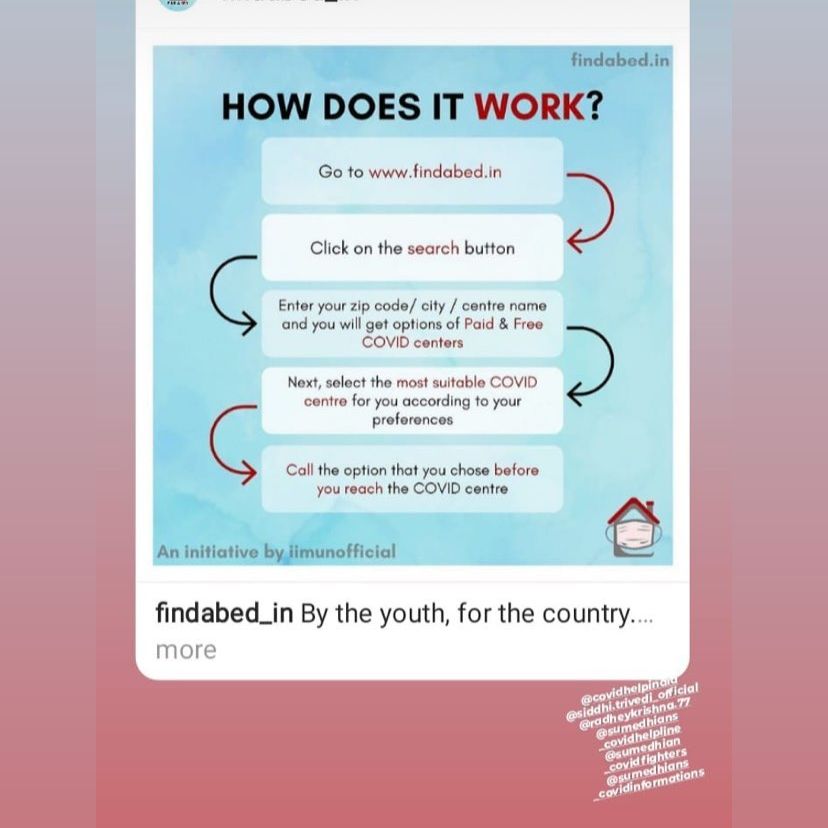 findabed.in
HOW DOES IT WORK?
Go to www.findabed.in
Click on the search button
Enter your zip code/ city / centre name
and you will get options of Paid & Free
COVID centers
Next, select the most suitable COVID
centre for you according to your
preferences
Call the option that you chose before
you reach the COVID centre
An initiative by iimunofficial
findabed_in By the youth, for the country....
more
@covidhelpindia
@siddhi.trivedi_official
@radheykrishna.77
@sumedhians
_covidhelpline
@sumedhian
_covidfighters
@sumedhians
_covidinformations